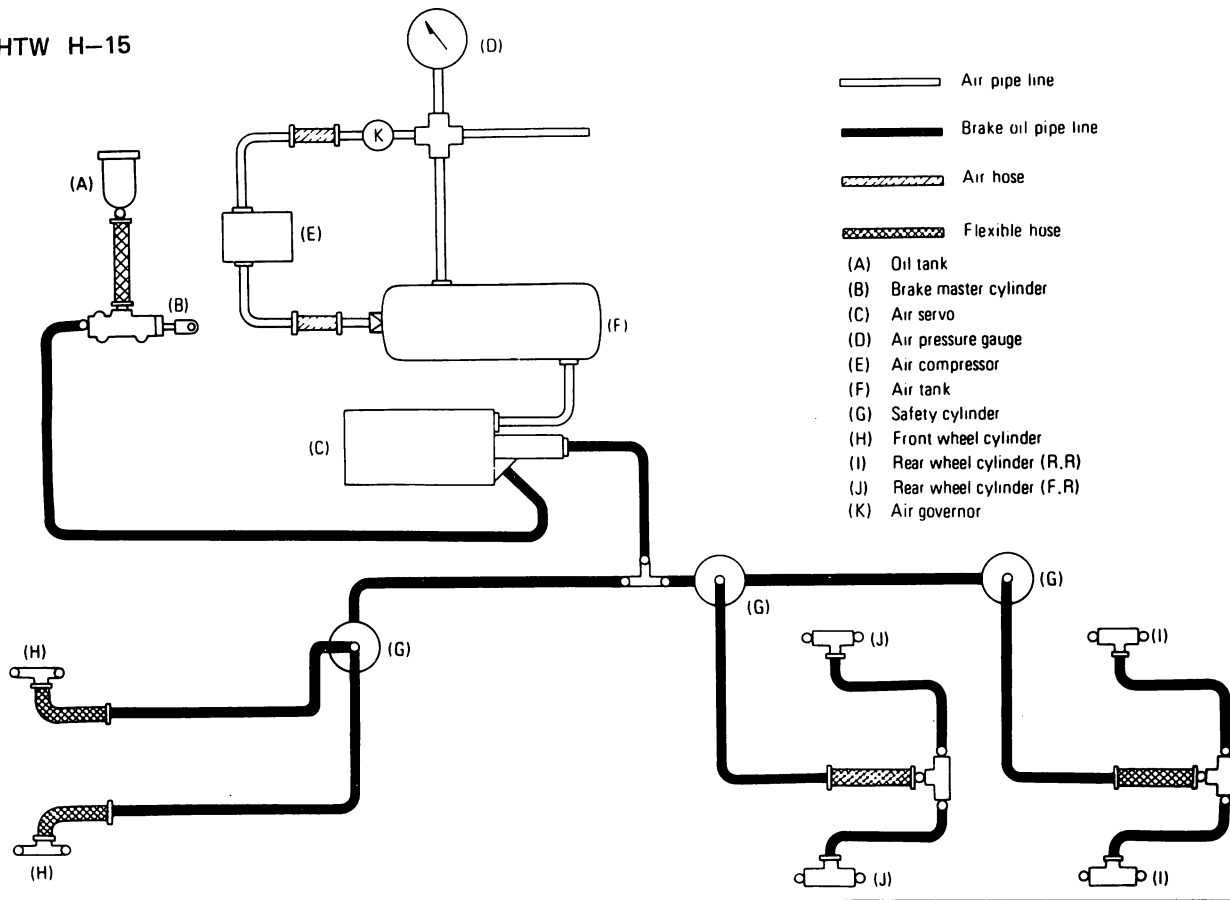 HTW H-15
(D)
K
(A)
(E)
(B)
(F)
(C)
Air pipe line
Brake oil pipe line
Air hose
Flexible hose
(A) Oil tank
(B) Brake master cylinder
(C) Air servo
(D) Air pressure gauge
(E) Air compressor
(F) Air tank
(G) Safety cylinder
(H) Front wheel cylinder
(I) Rear wheel cylinder (R.R)
(J) Rear wheel cylinder (F.R)
(K) Air governor
(G)
(G)
(G)
(H)
(H)
(J)
(I)
(J)
(I)